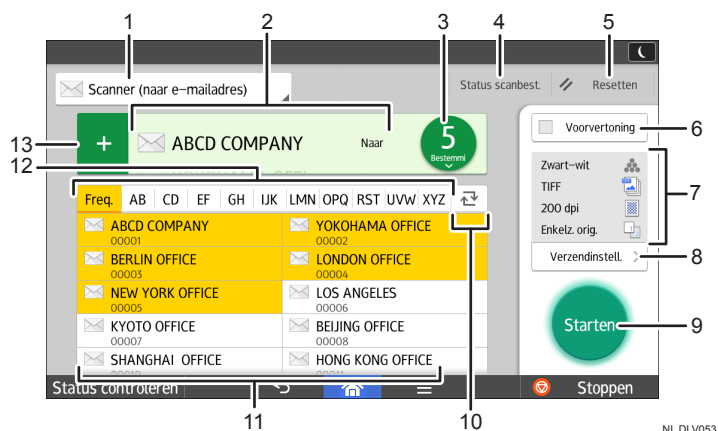 1 2 3 4 5
Scanner (naar e-mailadres)
Status scanbest.
Resetten
ABCD COMPANY
Naar
5
Bestemmi
13
12
Voorvertoning
6
Zwart-wit
TIFF
200 dpi
Enkelz. orig.
7
Verzendinstell.
8
Starten
9
Freq. AB CD EF GH IJK LMN OPQ RST UVW XYZ
ABCD COMPANY
00001
YOKOHAMA OFFICE
00002
BERLIN OFFICE
00003
LONDON OFFICE
00004
NEW YORK OFFICE
00005
LOS ANGELES
00006
KYOTO OFFICE
00007
BEIJING OFFICE
00008
SHANGHAI OFFICE
HONG KONG OFFICE
Status controleren
Stoppen
11
10
NL DLV053